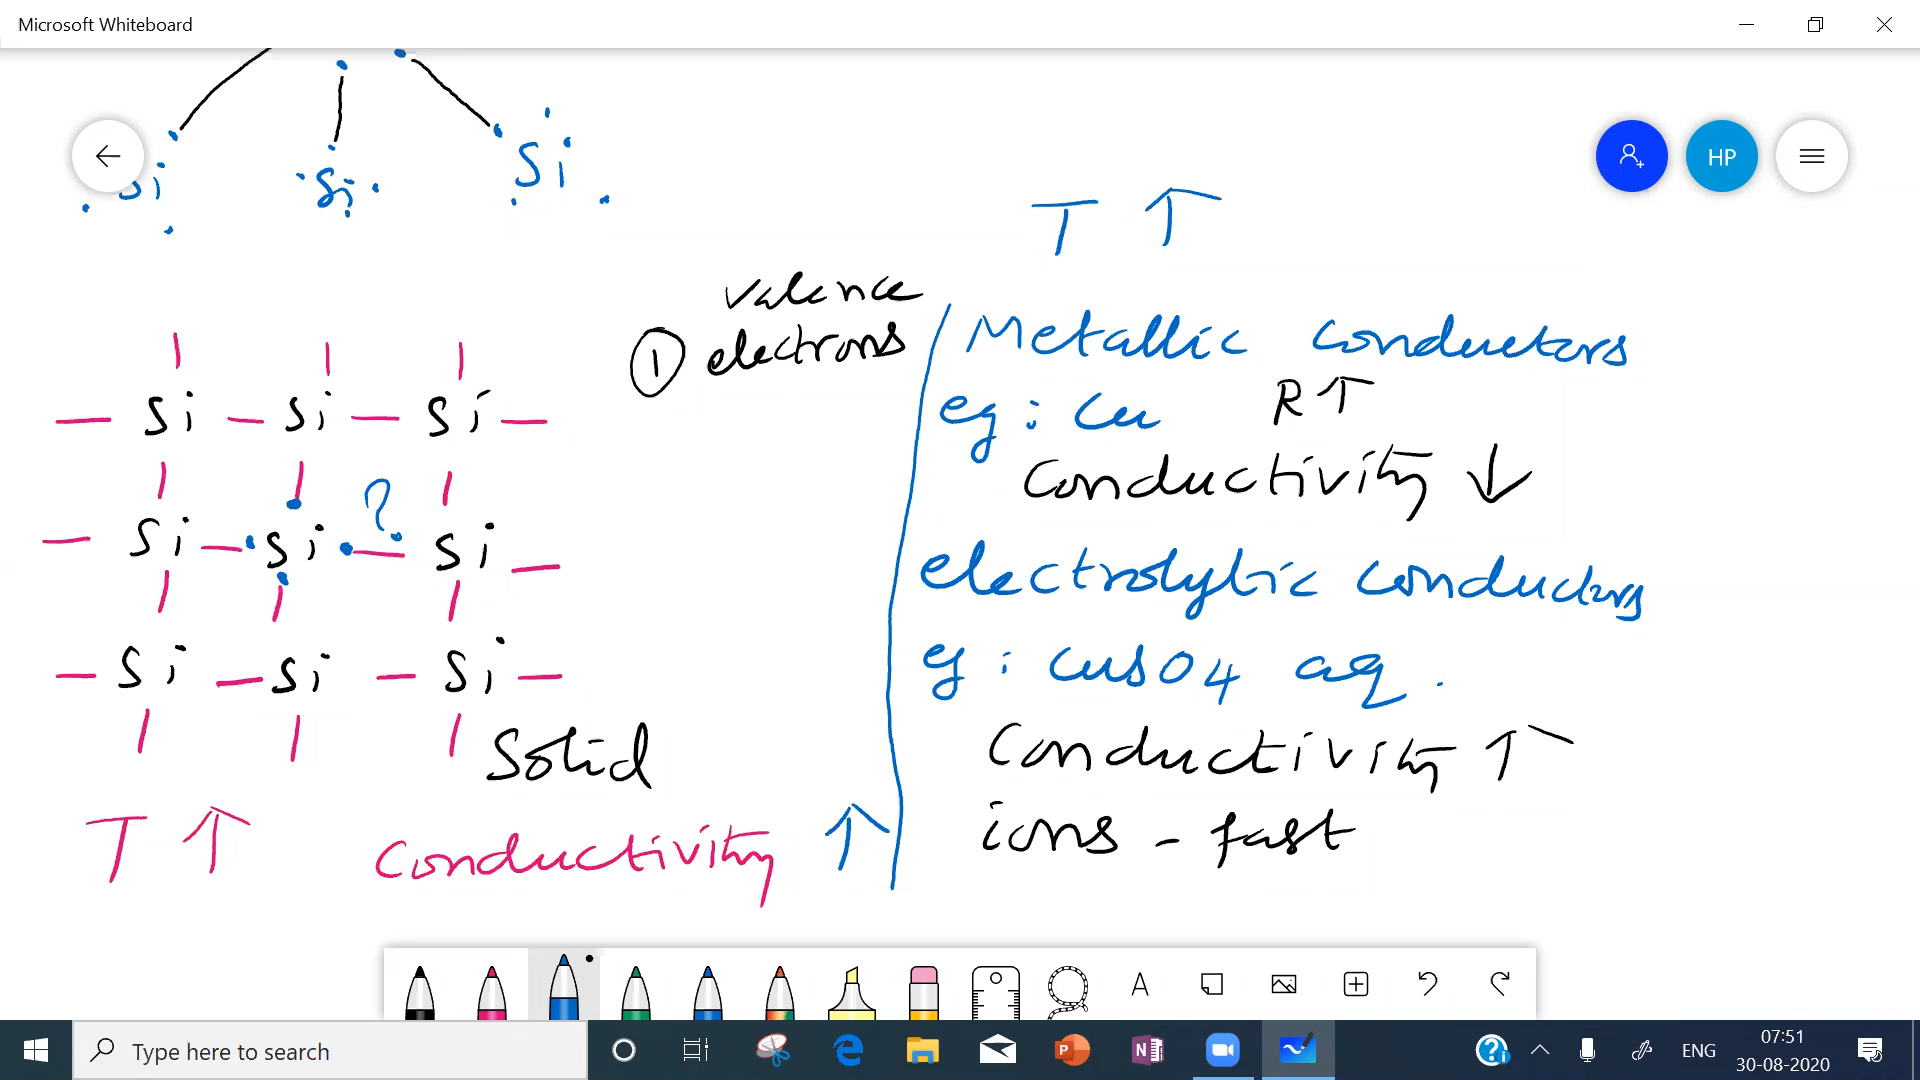 Microsoft Whiteboard
Si
Si
Si
HP
T ↑
valence
① electrons
Metallic conductors
eg : Cu
R ↑
Conductivity ↓
electrolytic conductors
eg : CuSO4 aq.
Conductivity ↑
ions - fast
Si - Si - Si
?
Si - Si - Si
Si - Si - Si
Solid
T ↑ Conductivity ↑
A
Type here to search
P
N
ENG
07:51
30-08-2020